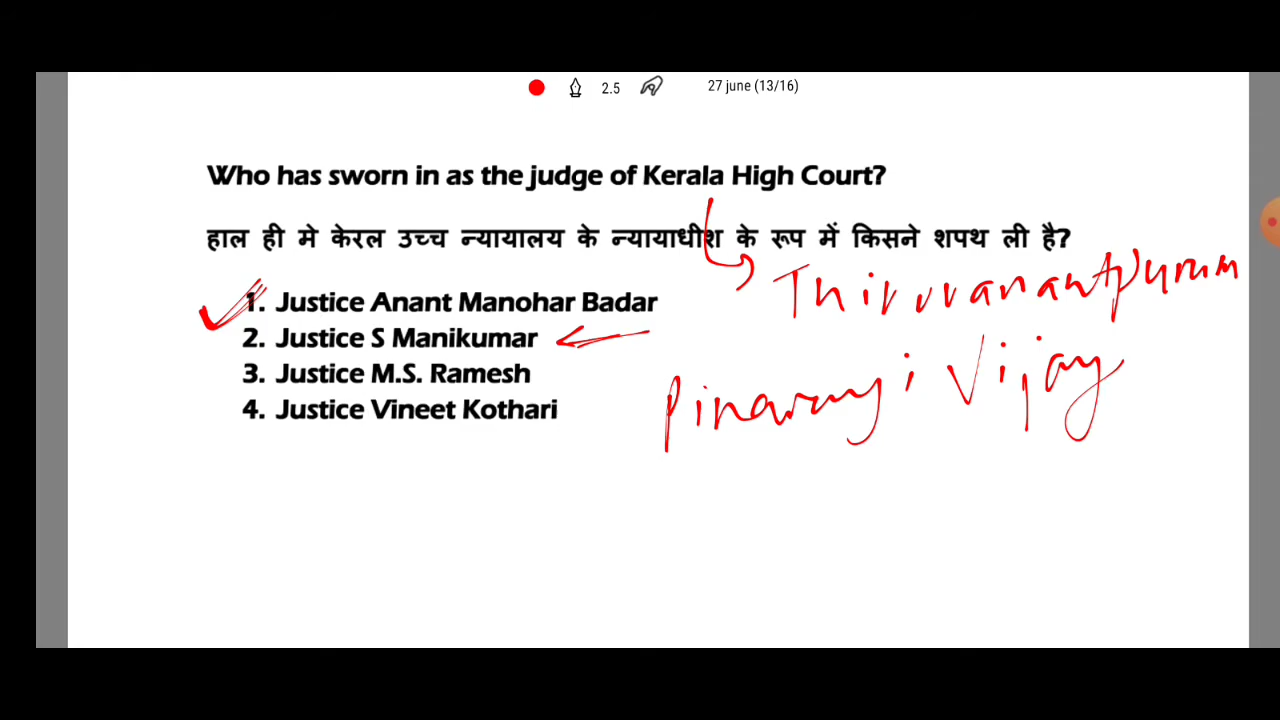 2.5 27 june (13/16)
Who has sworn in as the judge of Kerala High Court?
हाल ही मे केरल उच्च न्यायालय के न्यायाधीश के रूप में किसने शपथ ली है?
Thiruvanantpurum
1. Justice Anant Manohar Badar
2. Justice S Manikumar
3. Justice M.S. Ramesh
Pinarayi Vijay
4. Justice Vineet Kothari